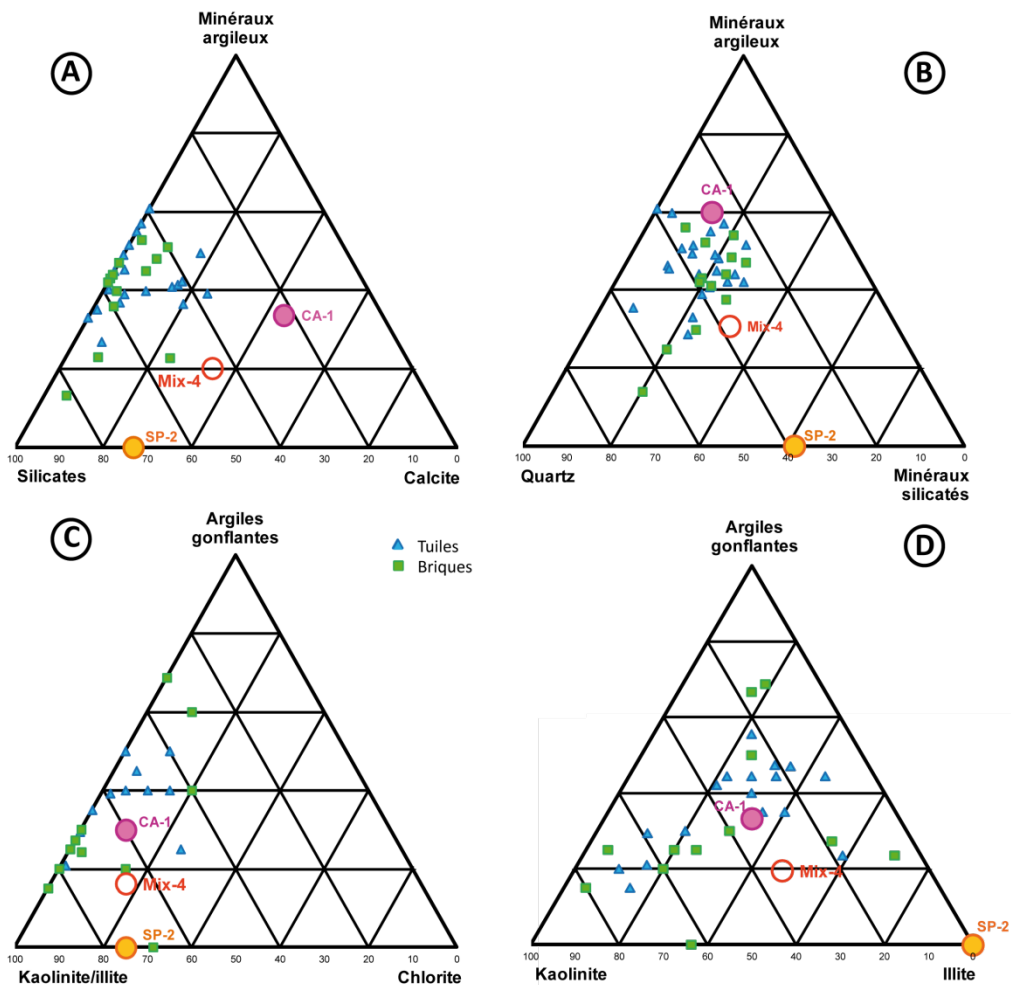 Minéraux
argileux
A
CA-1
Mix-4
SP-2
100 90 80 70 60 50 40 30 20 10 0
Silicates
Calcite
Minéraux
argileux
B
CA-1
Mix-4
SP-2
100 90 80 70 60 50 40 30 20 10 0
Quartz
Minéraux
silicatés
C
Argiles
gonflantes
Tuiles
Briques
CA-1
Mix-4
SP-2
100 90 80 70 60 50 40 30 20 10 0
Kaolinite/illite
Chlorite
Argiles
gonflantes
D
CA-1
Mix-4
SP-2
100 90 80 70 60 50 40 30 20 10 0
Kaolinite
Illite